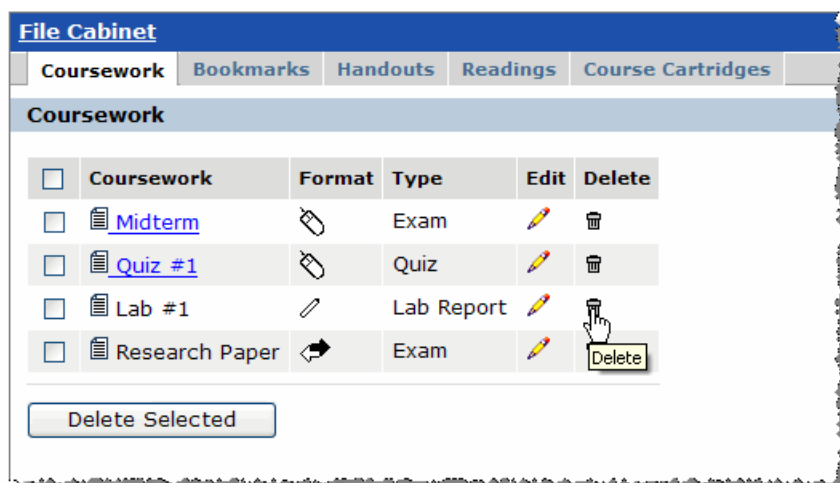 File Cabinet
Coursework Bookmarks Handouts Readings Course Cartridges
Coursework
Coursework Format Type Edit Delete
Midterm Exam
Quiz #1 Quiz
Lab #1 Lab Report
Research Paper Exam
Delete
Delete Selected